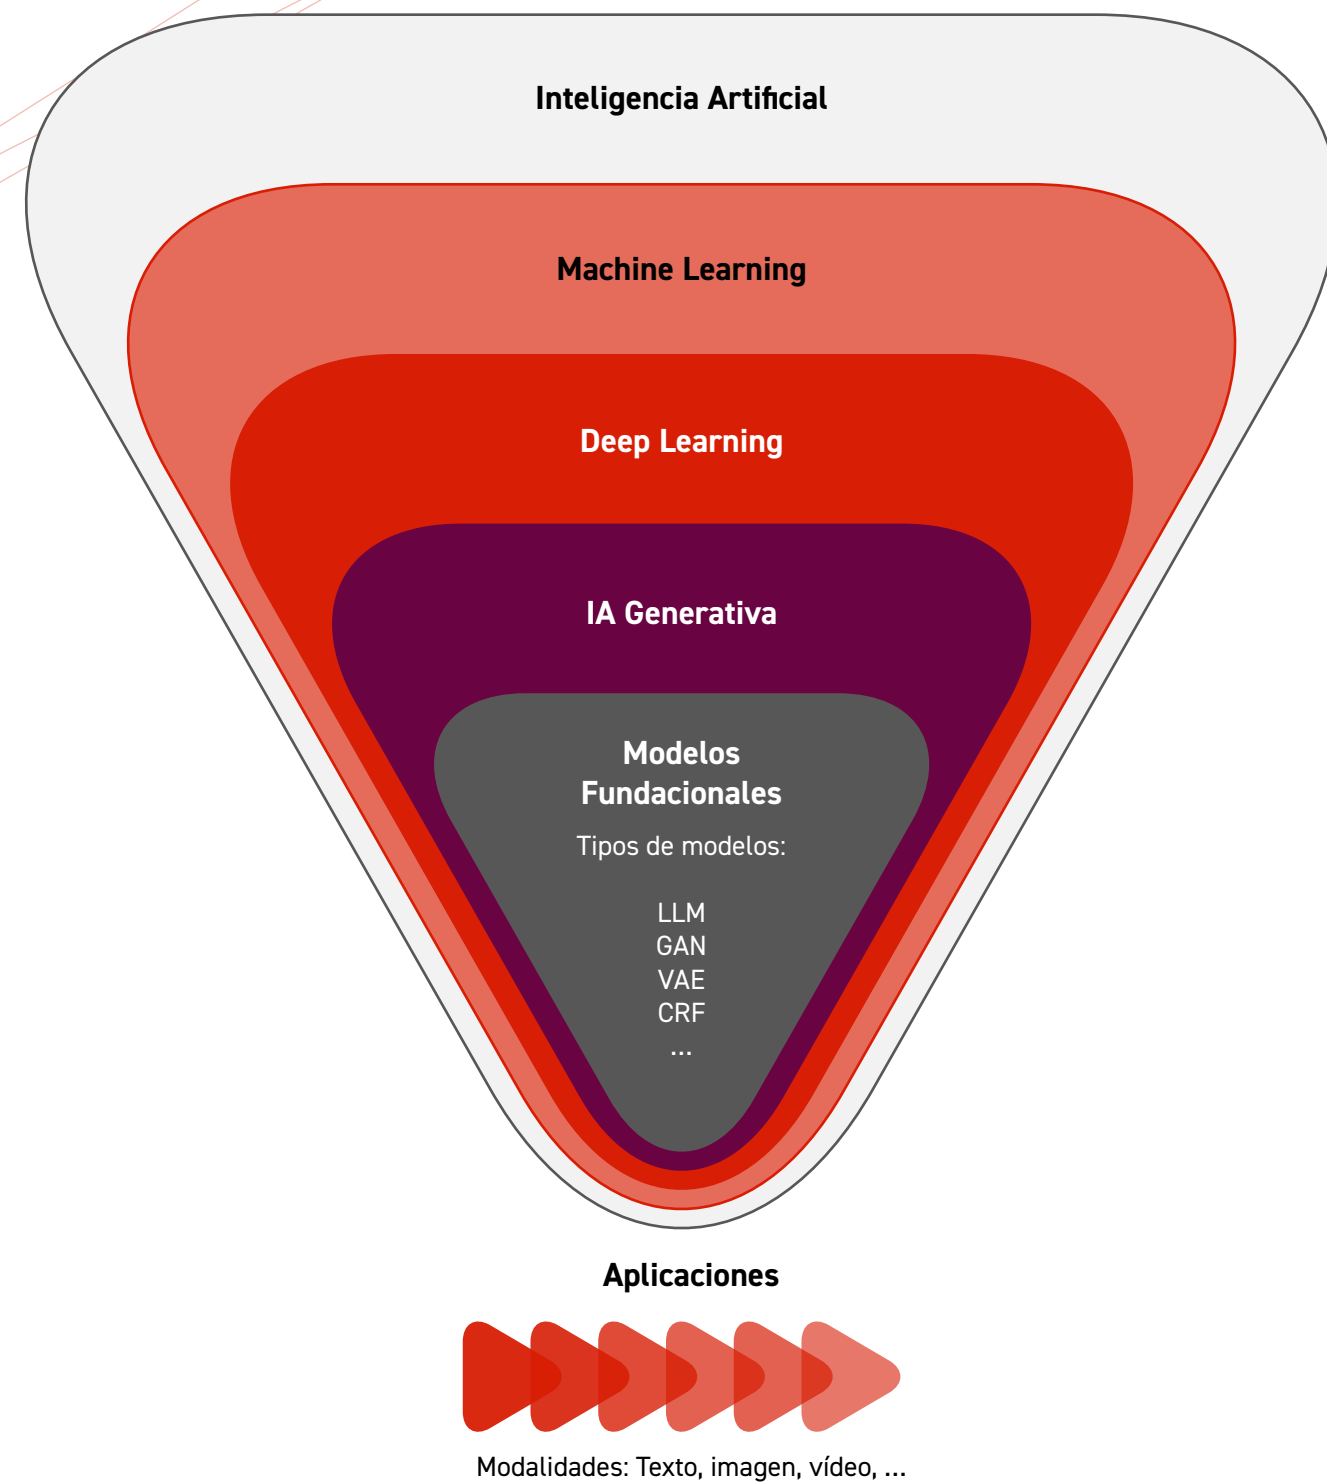 Inteligencia Artificial
Machine Learning
Deep Learning
IA Generativa
Modelos
Fundacionales
Tipos de modelos:
LLM
GAN
VAE
CRF
...
Aplicaciones
Modalidades: Texto, imagen, vídeo, ...